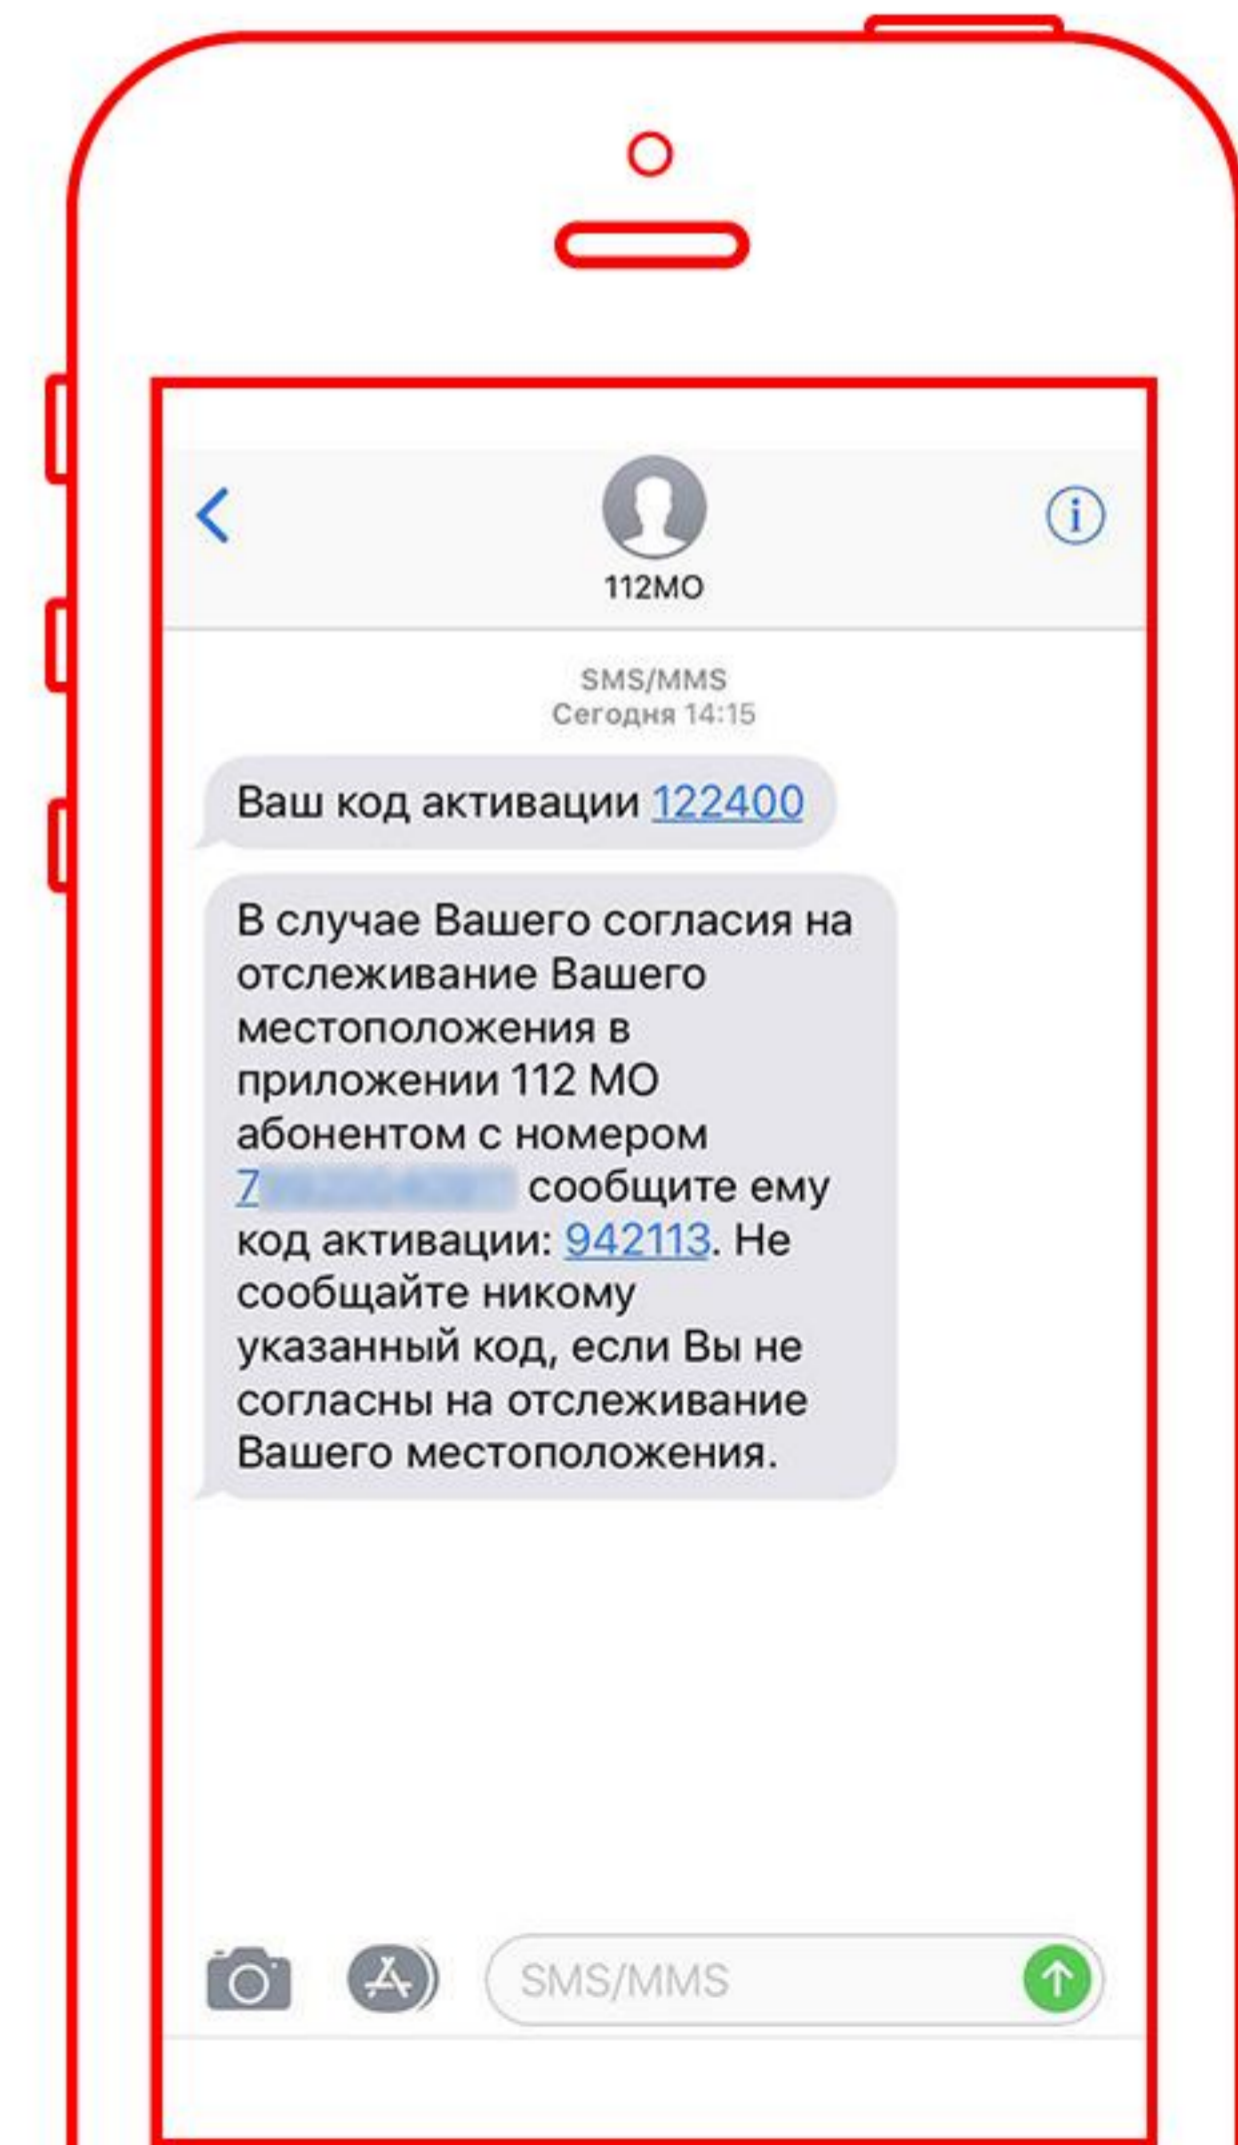 112МО
SMS/MMS
Сегодня 14:15
Ваш код активации 122400
В случае Вашего согласия на
отслеживание Вашего
местоположения в
приложении 112 МО
абонентом с номером
7 сообщите ему
код активации: 942113. Не
сообщайте никому
указанный код, если Вы не
согласны на отслеживание
Вашего местоположения.
SMS/MMS